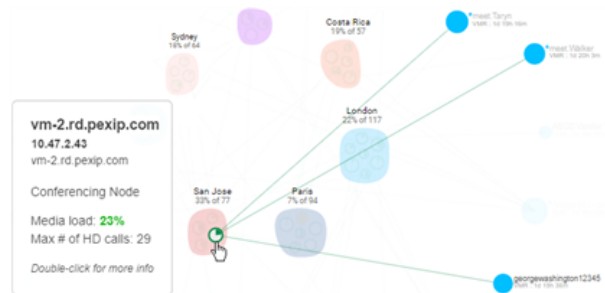 Costa Rica
19% of 57
Sydney
16% of 64
meet Taryn
meet Walker
London
22% of 117
vm-2.rd.pexip.com
10.47.2.43
vm-2.rd.pexip.com
Conferencing Node
Media load: 23%
Max # of HD calls: 29
Double-click for more info
San Jose
33% of 77
Paris
7% of 94
georgewashington12345